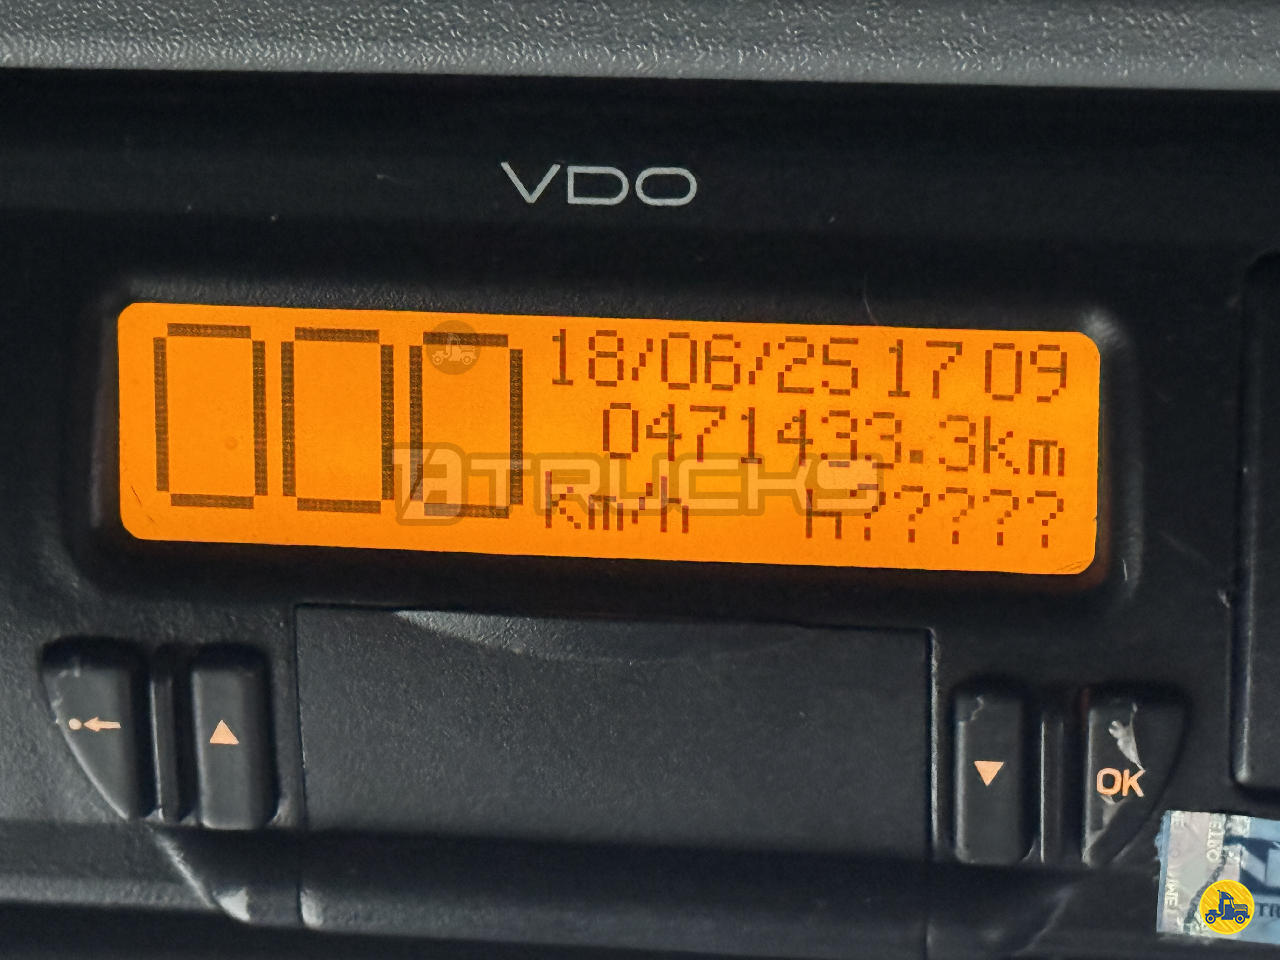 VDO
000
18/06/25 17 09
0471433.3km
km/h h?????
TRUCKS
OK